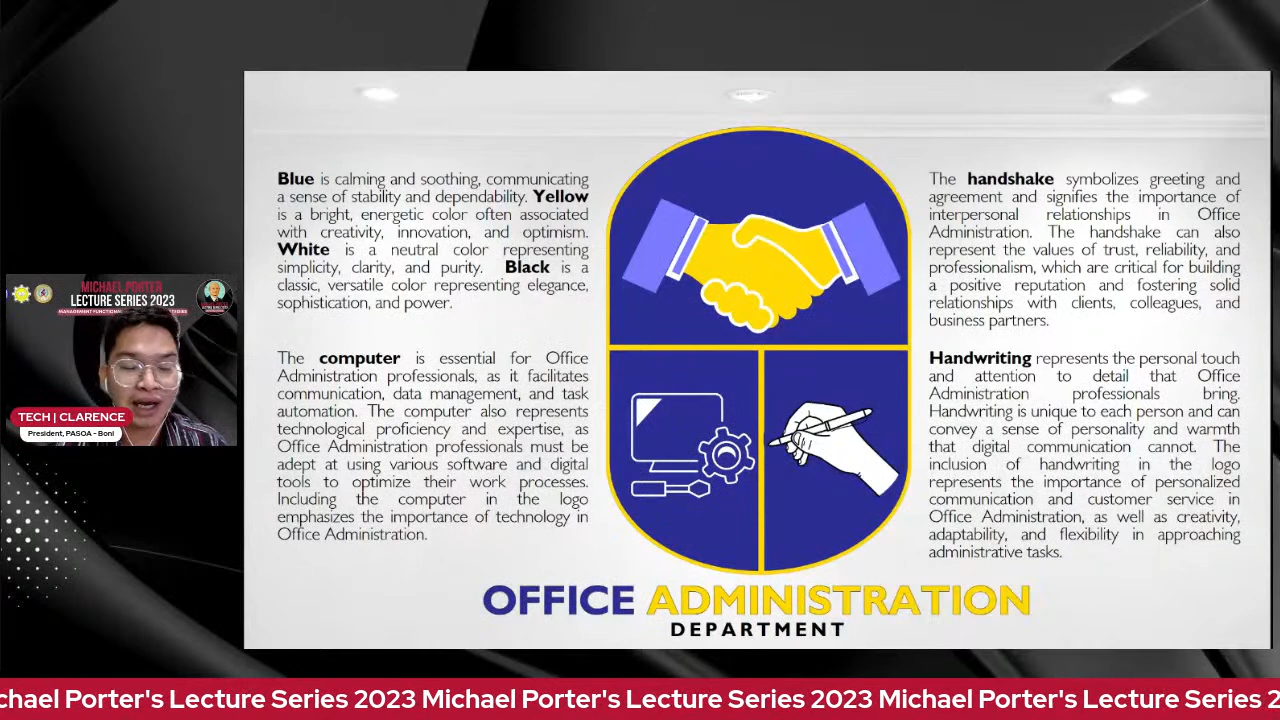 MICHAEL PORTER
LECTURE SERIES 2023
MANAGEMENT FUNCTION
TECH | CLARENCE
President, PASOA - Boni
Blue is calming and soothing, communicating
a sense of stability and dependability. Yellow
is a bright, energetic color often associated
with creativity, innovation, and optimism.
White is a neutral color representing
simplicity, clarity, and purity. Black is a
classic, versatile color representing elegance,
sophistication, and power.
The computer is essential for Office
Administration professionals, as it facilitates
communication, data management, and task
automation. The computer also represents
technological proficiency and expertise, as
Office Administration professionals must be
adept at using various software and digital
tools to optimize their work processes.
Including the computer in the logo
emphasizes the importance of technology in
Office Administration.
The handshake symbolizes greeting and
agreement and signifies the importance of
interpersonal relationships in Office
Administration. The handshake can also
represent the values of trust, reliability, and
professionalism, which are critical for building
a positive reputation and fostering solid
relationships with clients, colleagues, and
business partners.
Handwriting represents the personal touch
and attention to detail that Office
Administration professionals bring.
Handwriting is unique to each person and can
convey a sense of personality and warmth
that digital communication cannot. The
inclusion of handwriting in the logo
represents the importance of personalized
communication and customer service in
Office Administration, as well as creativity,
adaptability, and flexibility in approaching
administrative tasks.
OFFICE ADMINISTRATION
DEPARTMENT
chael Porter's Lecture Series 2023 Michael Porter's Lecture Series 2023 Michael Porter's Lecture Series 2